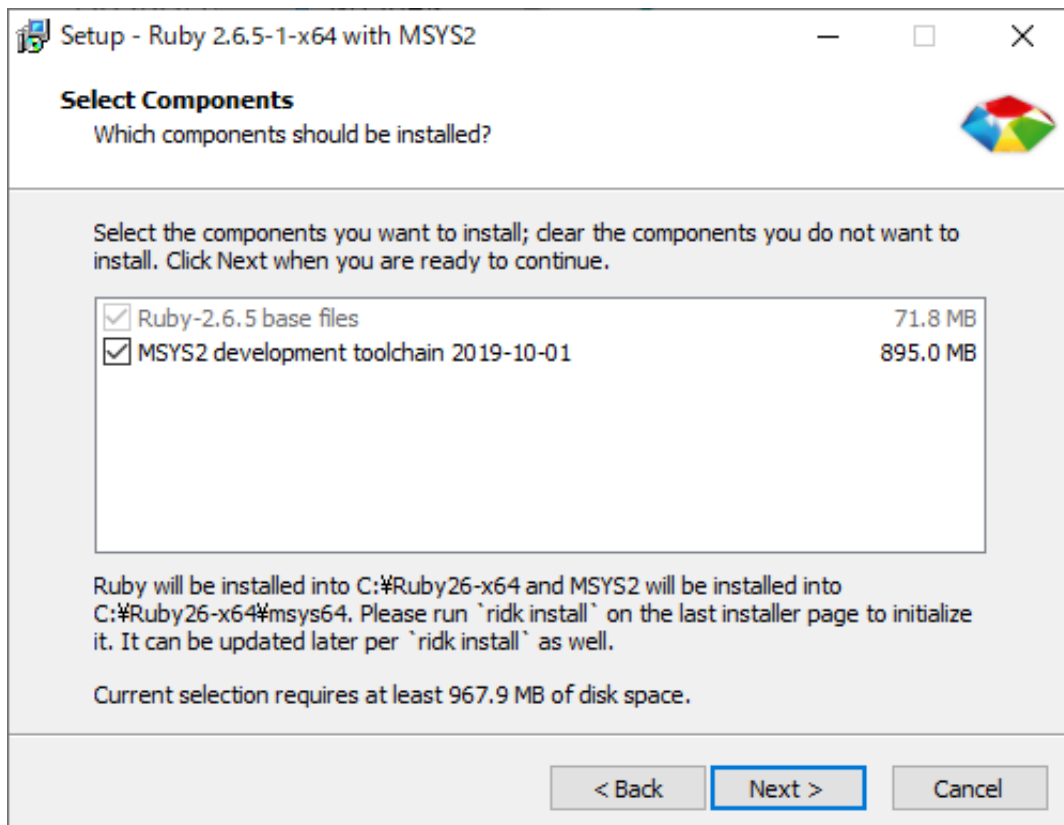 Setup - Ruby 2.6.5-1-x64 with MSYS2
Select Components
Which components should be installed?
Select the components you want to install; clear the components you do not want to
install. Click Next when you are ready to continue.
Ruby-2.6.5 base files 71.8 MB
MSYS2 development toolchain 2019-10-01 895.0 MB
Ruby will be installed into C:¥Ruby26-x64 and MSYS2 will be installed into
C:¥Ruby26-x64¥msys64. Please run `ridk install` on the last installer page to initialize
it. It can be updated later per `ridk install` as well.
Current selection requires at least 967.9 MB of disk space.
< Back Next > Cancel